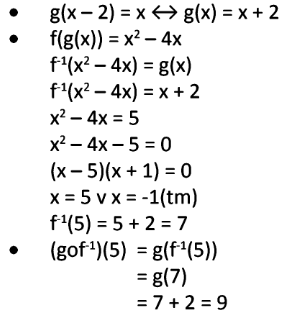 • g(x – 2) = x ↔ g(x) = x + 2
• f(g(x)) = x² – 4x
f⁻¹(x² – 4x) = g(x)
f⁻¹(x² – 4x) = x + 2
x² – 4x = 5
x² – 4x – 5 = 0
(x – 5)(x + 1) = 0
x = 5 v x = -1(tm)
f⁻¹(5) = 5 + 2 = 7
• (gof⁻¹)(5) = g(f⁻¹(5))
= g(7)
= 7 + 2 = 9